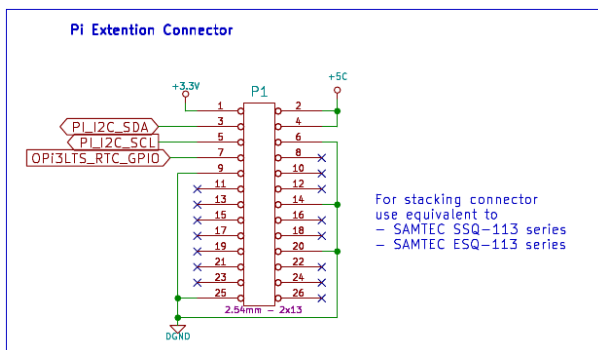 Pi Extention Connector
+3.3V
+5C
P1
1 2
PI_I2C_SDA 3 4
PI_I2C_SCL 5 6
OPi3LTS_RTC_GPIO 7 8
9 10
11 12
13 14
15 16
17 18
19 20
21 22
23 24
25 26
2.54mm - 2x13
DGND
For stacking connector
use equivalent to
- SAMTEC SSQ-113 series
- SAMTEC ESQ-113 series